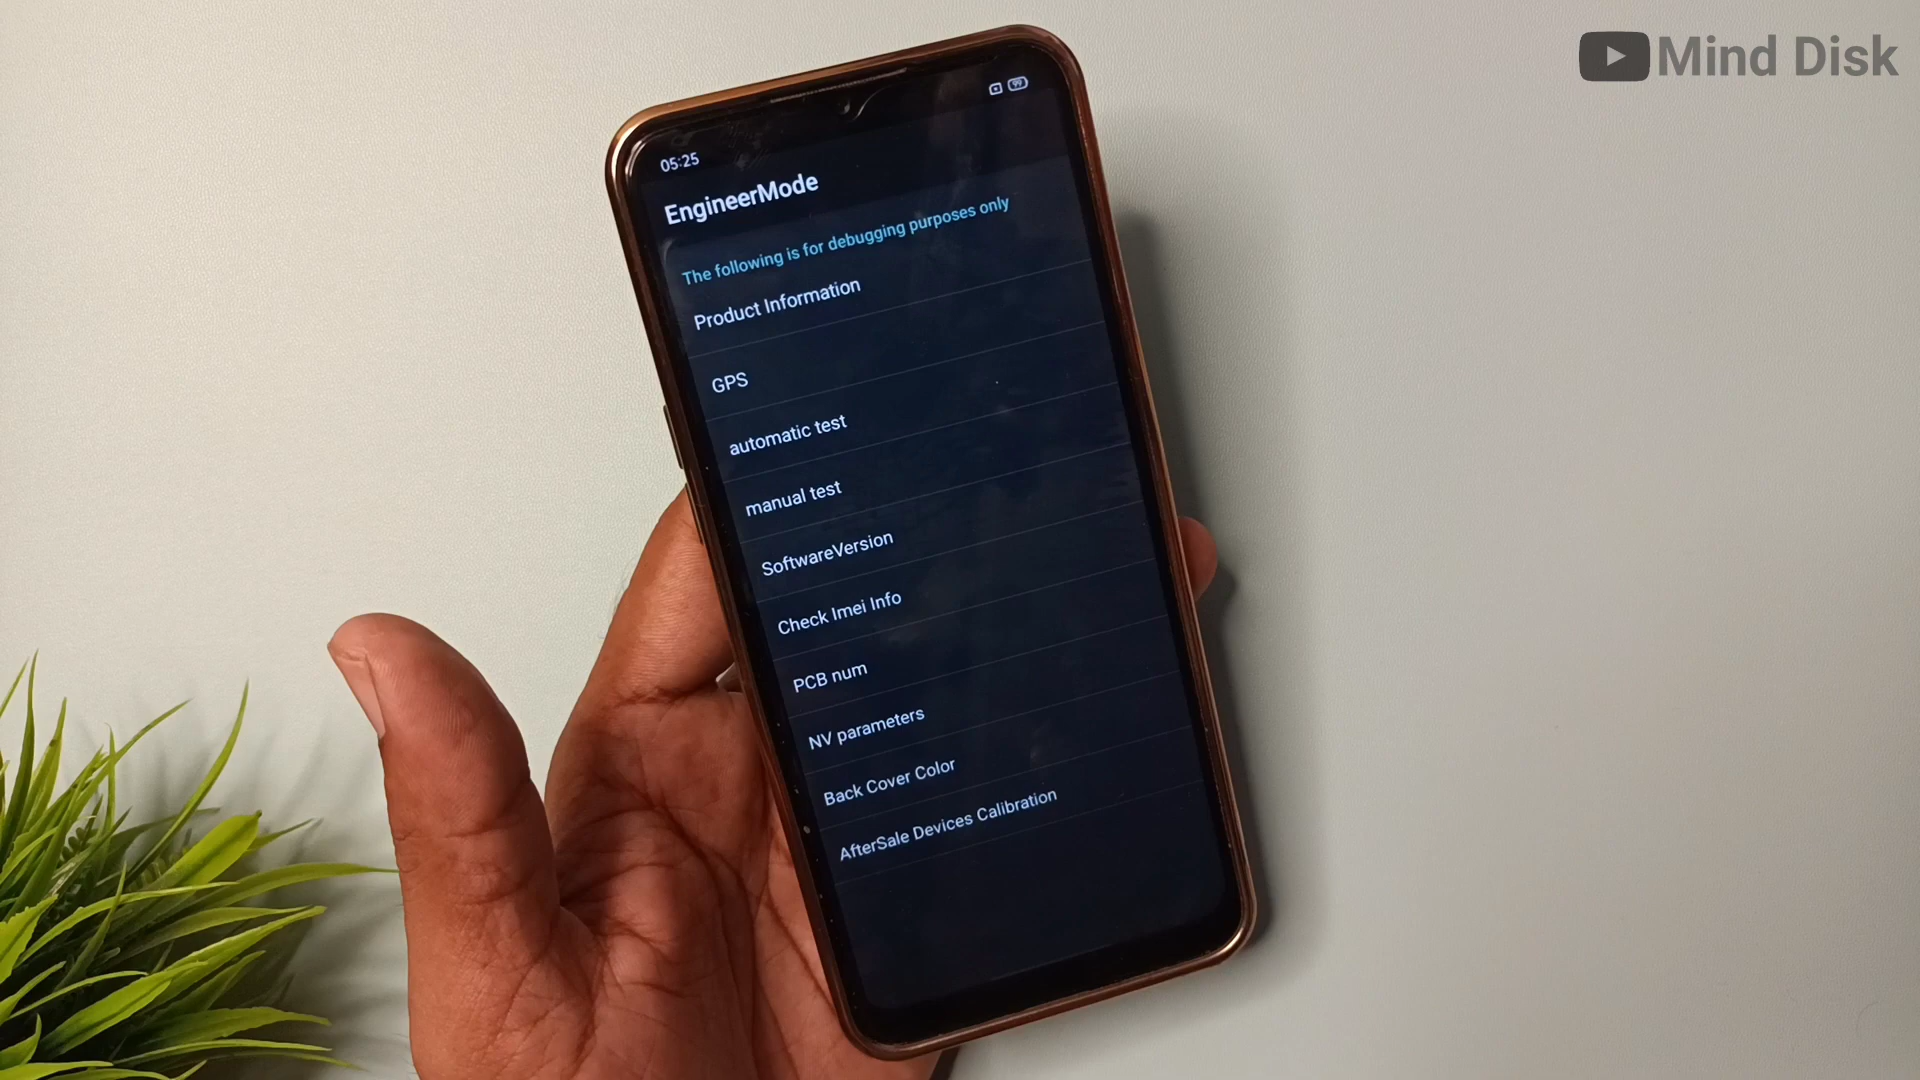 Mind Disk
99
05:25
EngineerMode
The following is for debugging purposes only
Product Information
GPS
automatic test
manual test
SoftwareVersion
Check Imei Info
PCB num
NV parameters
Back Cover Color
AfterSale Devices Calibration